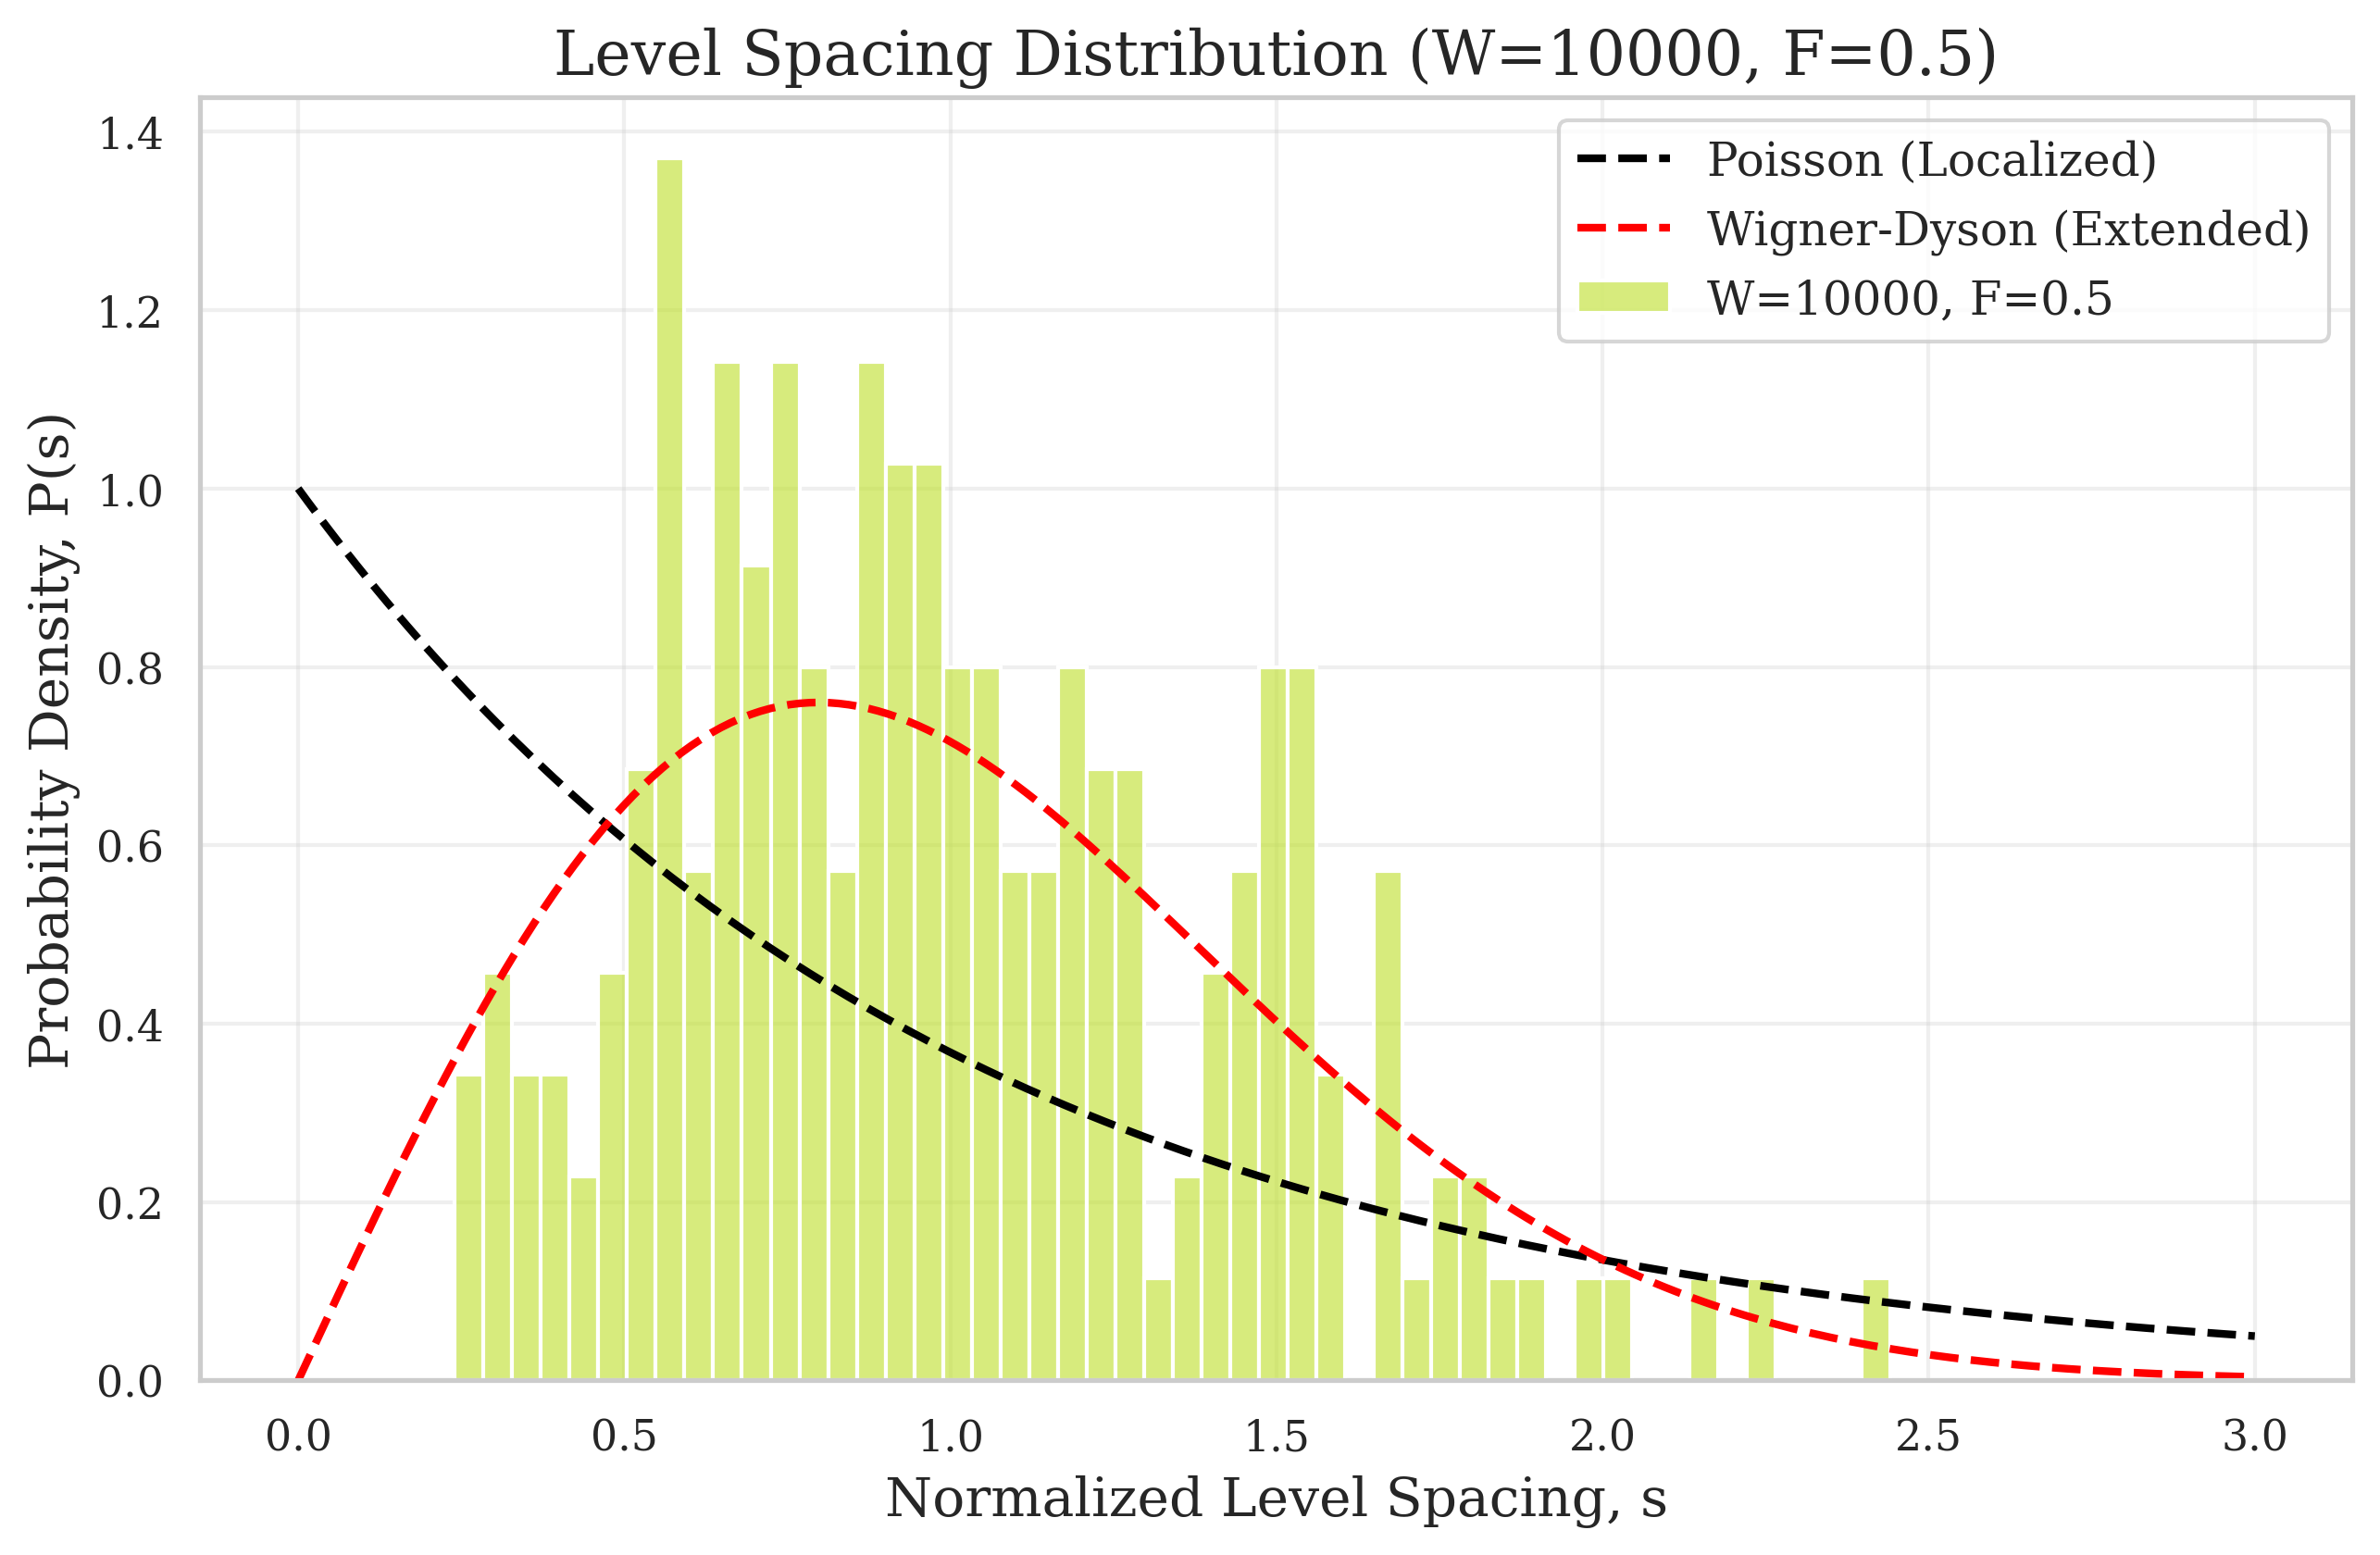 Level Spacing Distribution (W=10000, F=0.5)
Poisson (Localized)
Wigner-Dyson (Extended)
W=10000, F=0.5
Probability Density, P(s)
1.4
1.2
1.0
0.8
0.6
0.4
0.2
0.0
0.0 0.5 1.0 1.5 2.0 2.5 3.0
Normalized Level Spacing, s